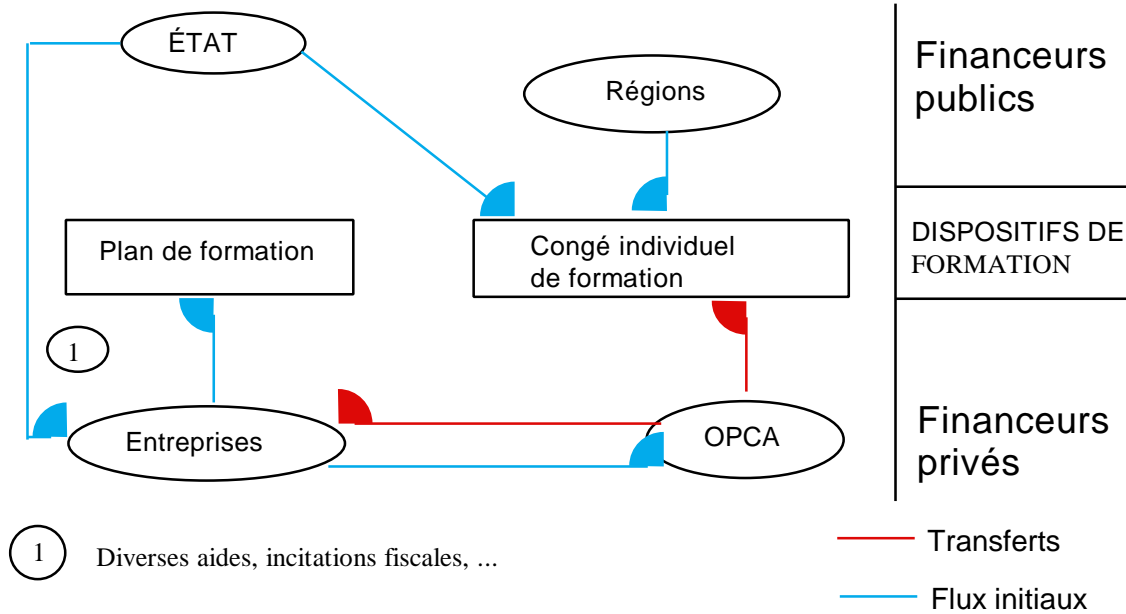 ÉTAT
Régions
Financeurs
publics
Plan de formation
Congé individuel
de formation
DISPOSITIFS DE
FORMATION
1
Entreprises
OPCA
Financeurs
privés
1 Diverses aides, incitations fiscales, ...
Transferts
Flux initiaux